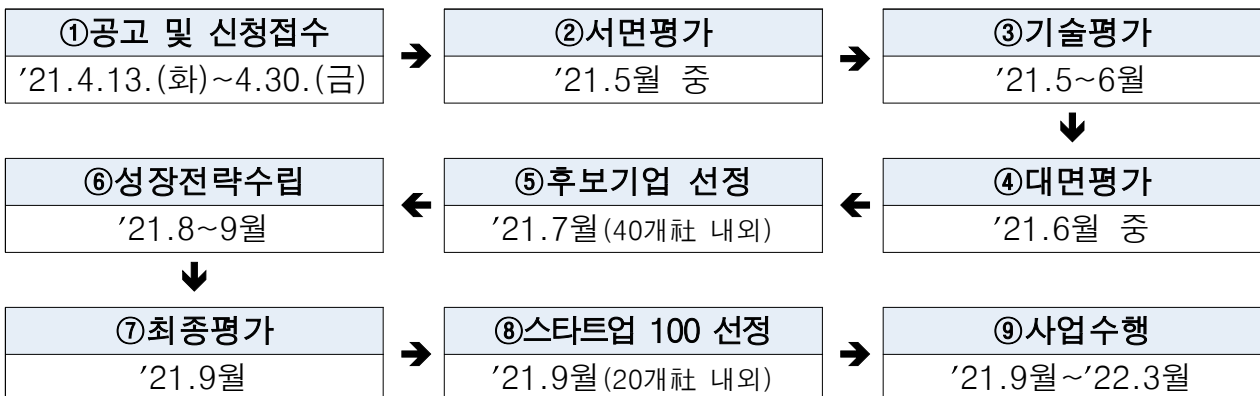 ①공고 및 신청접수
′21.4.13.(화)~4.30.(금)
➔
②서면평가
′21.5월 중
➔
③기술평가
′21.5~6월
🡻
④대면평가
′21.6월 중
🡸
⑤후보기업 선정
′21.7월(40개社 내외)
🡸
⑥성장전략수립
′21.8~9월
🡻
⑦최종평가
′21.9월
➔
⑧스타트업 100 선정
′21.9월(20개社 내외)
➔
⑨사업수행
′21.9월~′22.3월